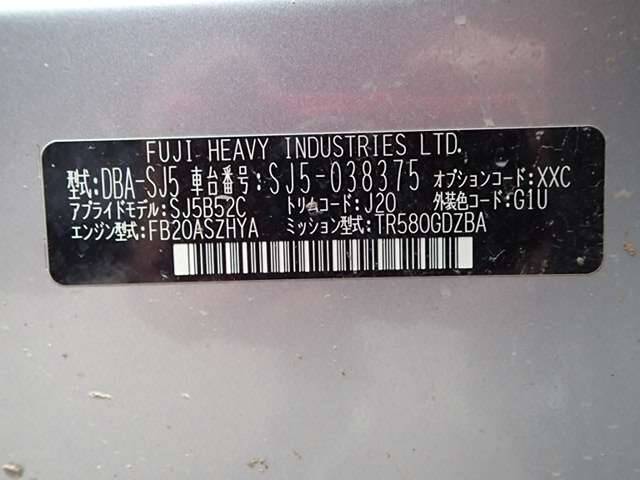 FUJI HEAVY INDUSTRIES LTD.
型式:DBA-SJ5 車台番号:SJ5-038375 オプションコード:XXC
アプライドモデル:SJ5B52C トリムコード:J20 外装色コード:G1U
エンジン型式:FB20ASZHYA ミッション型式:TR580GDZBA